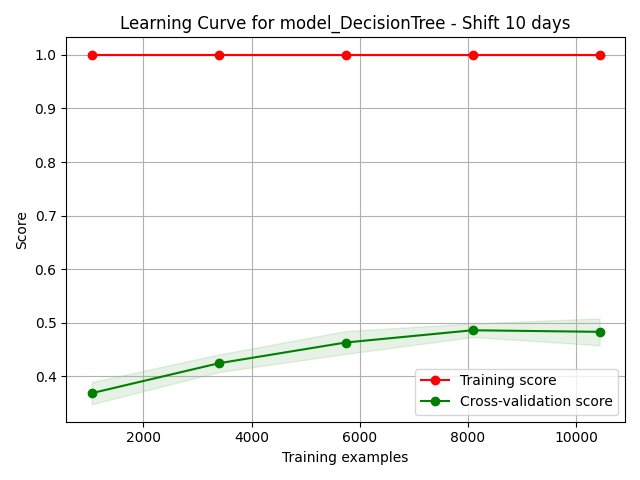 Learning Curve for model_DecisionTree - Shift 10 days
1.0
0.9
0.8
0.7
0.6
0.5
0.4
Score
2000
4000
6000
8000
10000
Training examples
Training score
Cross-validation score